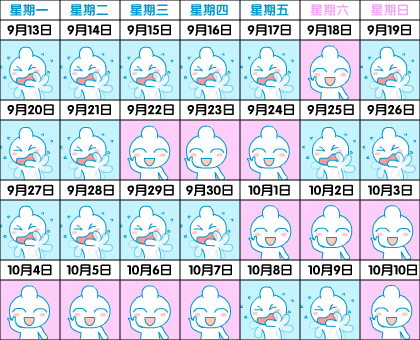 星期一 星期二 星期三 星期四 星期五 星期六 星期日
9月13日 9月14日 9月15日 9月16日 9月17日 9月18日 9月19日
9月20日 9月21日 9月22日 9月23日 9月24日 9月25日 9月26日
9月27日 9月28日 9月29日 9月30日 10月1日 10月2日 10月3日
10月4日 10月5日 10月6日 10月7日 10月8日 10月9日 10月10日